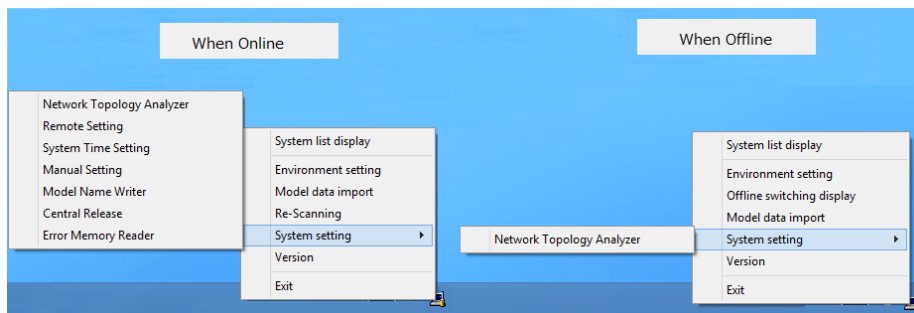 When Online
Network Topology Analyzer
Remote Setting
System Time Setting
Manual Setting
Model Name Writer
Central Release
Error Memory Reader
System list display
Environment setting
Model data import
Re-Scanning
System setting
Version
Exit
When Offline
Network Topology Analyzer
System list display
Environment setting
Offline switching display
Model data import
System setting
Version
Exit